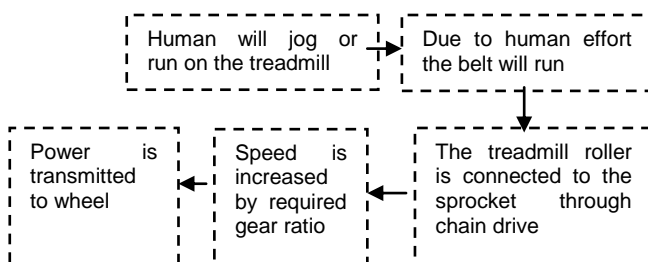 Human will jog or
run on the treadmill
Due to human effort
the belt will run
The treadmill roller
is connected to the
sprocket through
chain drive
Speed is
increased
by required
gear ratio
Power is
transmitted
to wheel